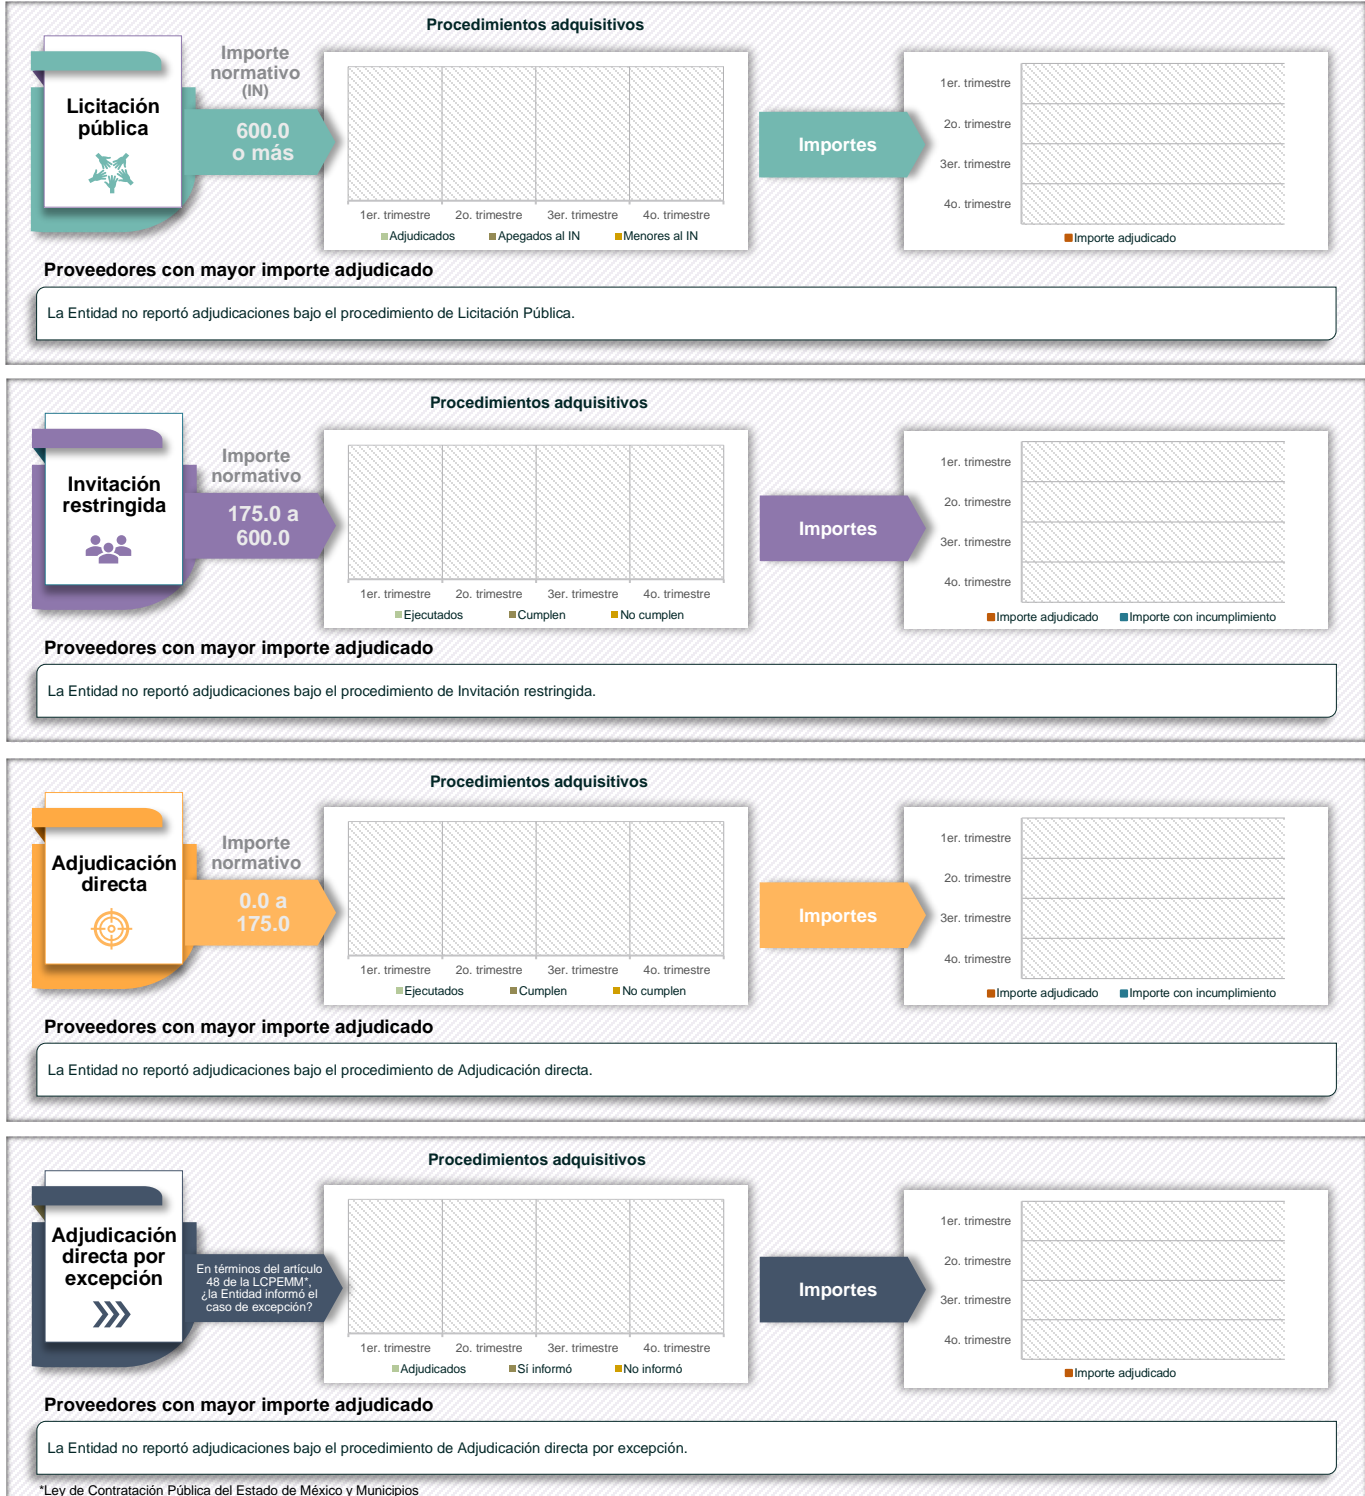 Procedimientos adquisitivos
Licitación
pública
Importe
normativo
(IN)
600.0
o más
1er. trimestre 2o. trimestre 3er. trimestre 4o. trimestre
Adjudicados Apegados al IN Menores al IN
Importes
1er. trimestre
2o. trimestre
3er. trimestre
4o. trimestre
Importe adjudicado
Proveedores con mayor importe adjudicado
La Entidad no reportó adjudicaciones bajo el procedimiento de Licitación Pública.
Procedimientos adquisitivos
Invitación
restringida
Importe
normativo
175.0 a
600.0
1er. trimestre 2o. trimestre 3er. trimestre 4o. trimestre
Ejecutados Cumplen No cumplen
Importes
1er. trimestre
2o. trimestre
3er. trimestre
4o. trimestre
Importe adjudicado Importe con incumplimiento
Proveedores con mayor importe adjudicado
La Entidad no reportó adjudicaciones bajo el procedimiento de Invitación restringida.
Procedimientos adquisitivos
Adjudicación
directa
Importe
normativo
0.0 a
175.0
1er. trimestre 2o. trimestre 3er. trimestre 4o. trimestre
Ejecutados Cumplen No cumplen
Importes
1er. trimestre
2o. trimestre
3er. trimestre
4o. trimestre
Importe adjudicado Importe con incumplimiento
Proveedores con mayor importe adjudicado
La Entidad no reportó adjudicaciones bajo el procedimiento de Adjudicación directa.
Procedimientos adquisitivos
Adjudicación
directa por
excepción
En términos del artículo
48 de la LCPEMM*,
¿la Entidad informó el
caso de excepción?
1er. trimestre 2o. trimestre 3er. trimestre 4o. trimestre
Adjudicados Sí informó No informó
Importes
1er. trimestre
2o. trimestre
3er. trimestre
4o. trimestre
Importe adjudicado
Proveedores con mayor importe adjudicado
La Entidad no reportó adjudicaciones bajo el procedimiento de Adjudicación directa por excepción.
*Ley de Contratación Pública del Estado de México y Municipios